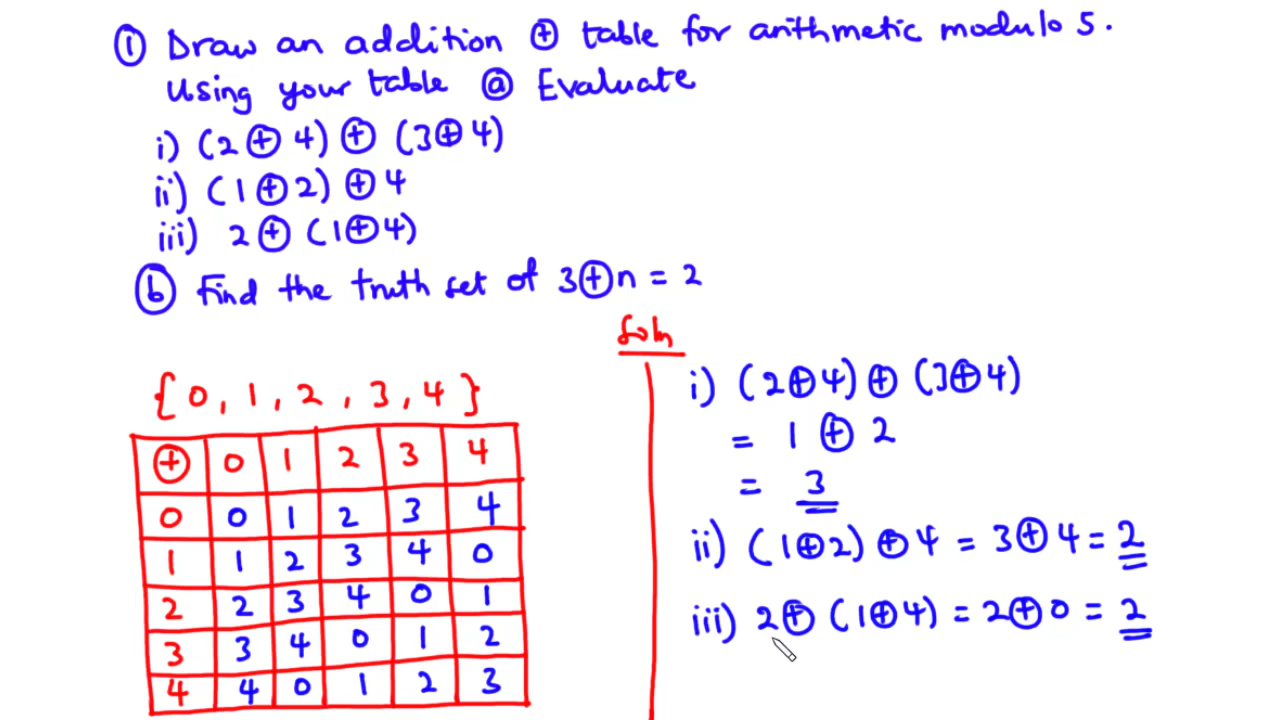 ① Draw an addition ⊕ table for arithmetic modulo 5.
Using your table ⓐ Evaluate
i) (2 ⊕ 4) ⊕ (3 ⊕ 4)
ii) (1 ⊕ 2) ⊕ 4
iii) 2 ⊕ (1 ⊕ 4)
ⓑ Find the truth set of 3 ⊕ n = 2
Soln
{ 0, 1, 2, 3, 4 }
⊕ 0 1 2 3 4
0 0 1 2 3 4
1 1 2 3 4 0
2 2 3 4 0 1
3 3 4 0 1 2
4 4 0 1 2 3
i) (2 ⊕ 4) ⊕ (3 ⊕ 4)
= 1 ⊕ 2
= 3
ii) (1 ⊕ 2) ⊕ 4 = 3 ⊕ 4 = 2
iii) 2 ⊕ (1 ⊕ 4) = 2 ⊕ 0 = 2